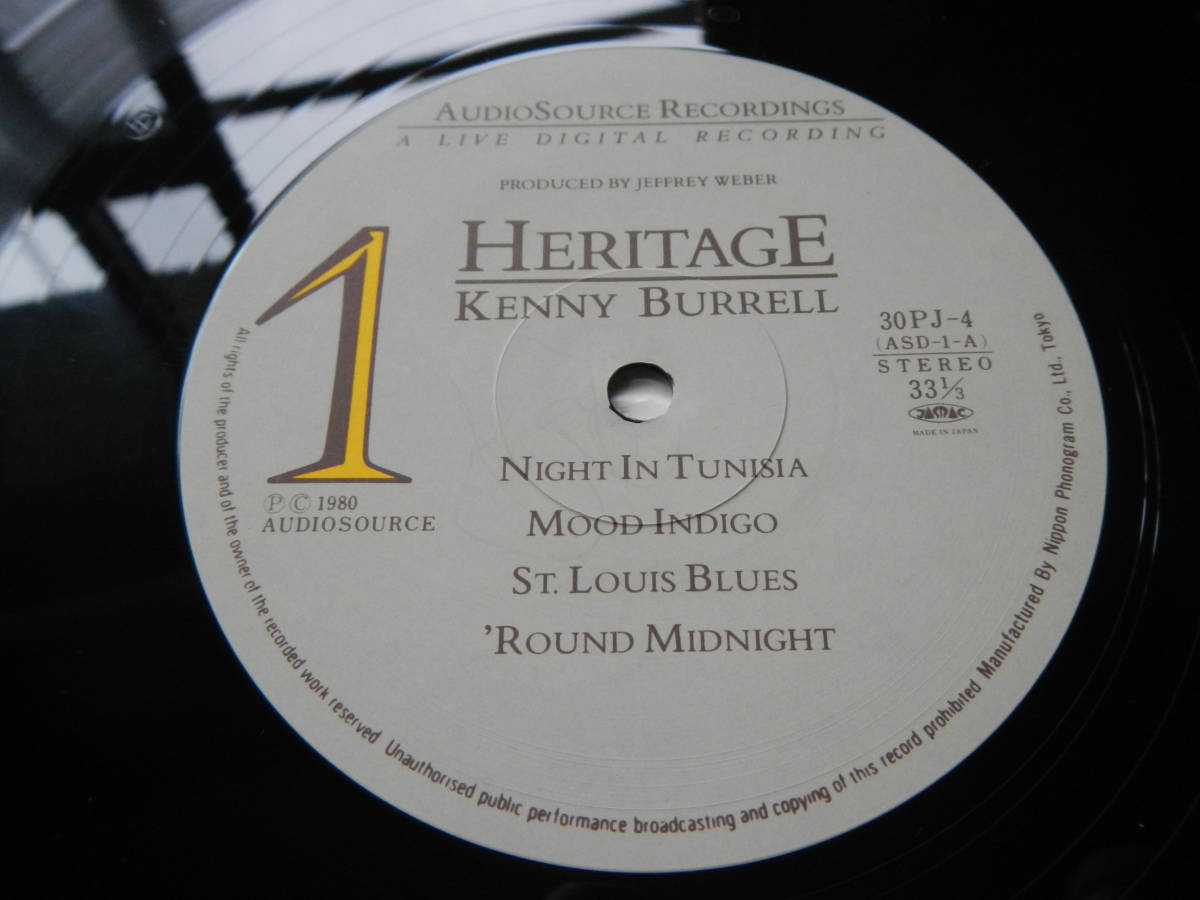 AUDIOSOURCE RECORDINGS
A LIVE DIGITAL RECORDING
PRODUCED BY JEFFREY WEBER
HERITAGE
KENNY BURRELL
1
30PJ-4
(ASD-1-A)
STEREO
33 1/3
JASRAC
MADE IN JAPAN
NIGHT IN TUNISIA
MOOD INDIGO
ST. LOUIS BLUES
'ROUND MIDNIGHT
Ⓟ Ⓒ 1980
AUDIOSOURCE
All rights of the producer and of the owner of the recorded work reserved Unauthorised public performance broadcasting and copying of this record prohibited Manufactured By Nippon Phonogram Co., Ltd., Tokyo